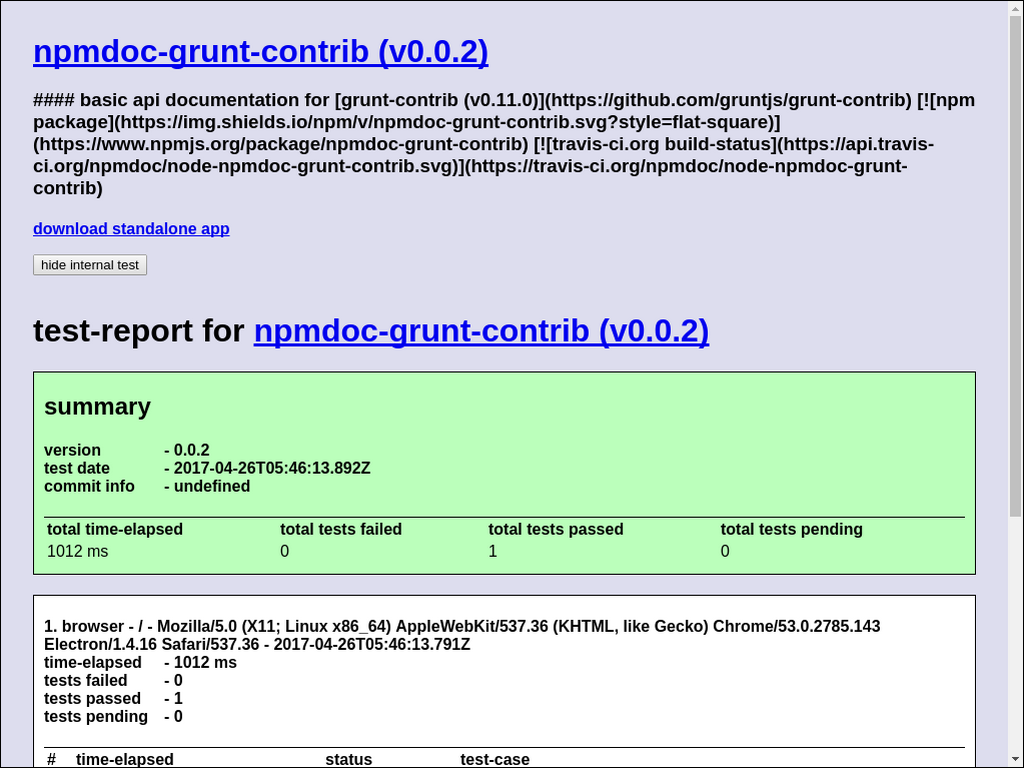 npmdoc-grunt-contrib (v0.0.2)
#### basic api documentation for [grunt-contrib (v0.11.0)](https://github.com/gruntjs/grunt-contrib) [![npm
package](https://img.shields.io/npm/v/npmdoc-grunt-contrib.svg?style=flat-square)]
(https://www.npmjs.org/package/npmdoc-grunt-contrib) [![travis-ci.org build-status](https://api.travis-
ci.org/npmdoc/node-npmdoc-grunt-contrib.svg)](https://travis-ci.org/npmdoc/node-npmdoc-grunt-
contrib)
download standalone app
hide internal test
test-report for npmdoc-grunt-contrib (v0.0.2)
summary
version - 0.0.2
test date - 2017-04-26T05:46:13.892Z
commit info - undefined
total time-elapsed total tests failed total tests passed total tests pending
1012 ms 0 1 0
1. browser - / - Mozilla/5.0 (X11; Linux x86_64) AppleWebKit/537.36 (KHTML, like Gecko) Chrome/53.0.2785.143
Electron/1.4.16 Safari/537.36 - 2017-04-26T05:46:13.791Z
time-elapsed - 1012 ms
tests failed - 0
tests passed - 1
tests pending - 0
# time-elapsed status test-case